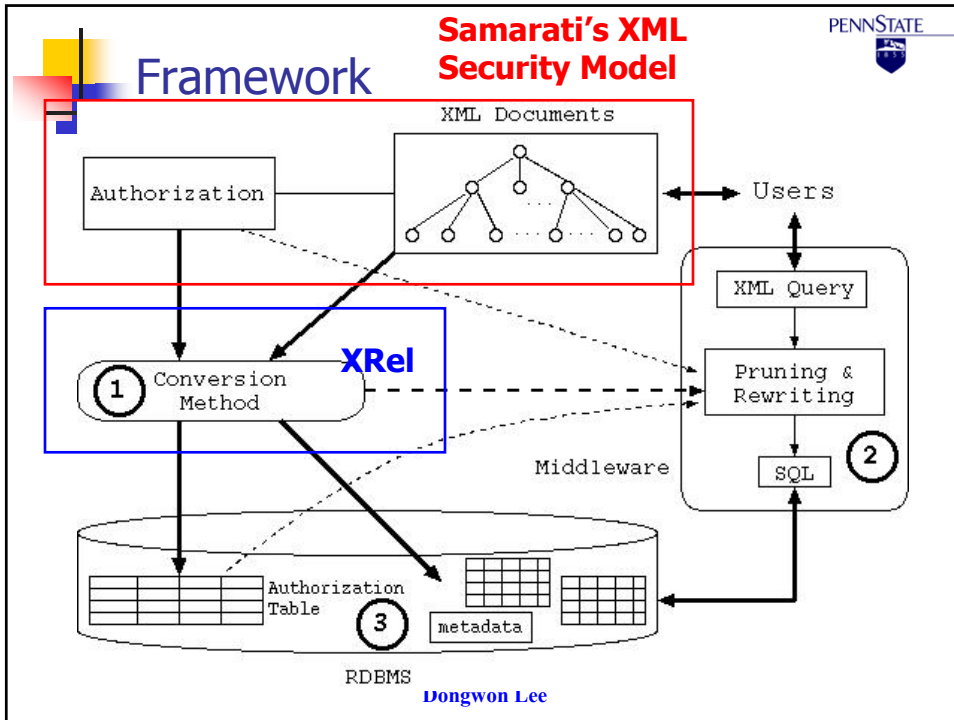 Samarati's XML
Security Model
PENNSTATE
1855
Framework
XML Documents
Authorization
Users
XML Query
XRel
1
Conversion
Method
Pruning &
Rewriting
Middleware
SQL
2
Authorization
Table
3
metadata
RDBMS
Dongwon Lee